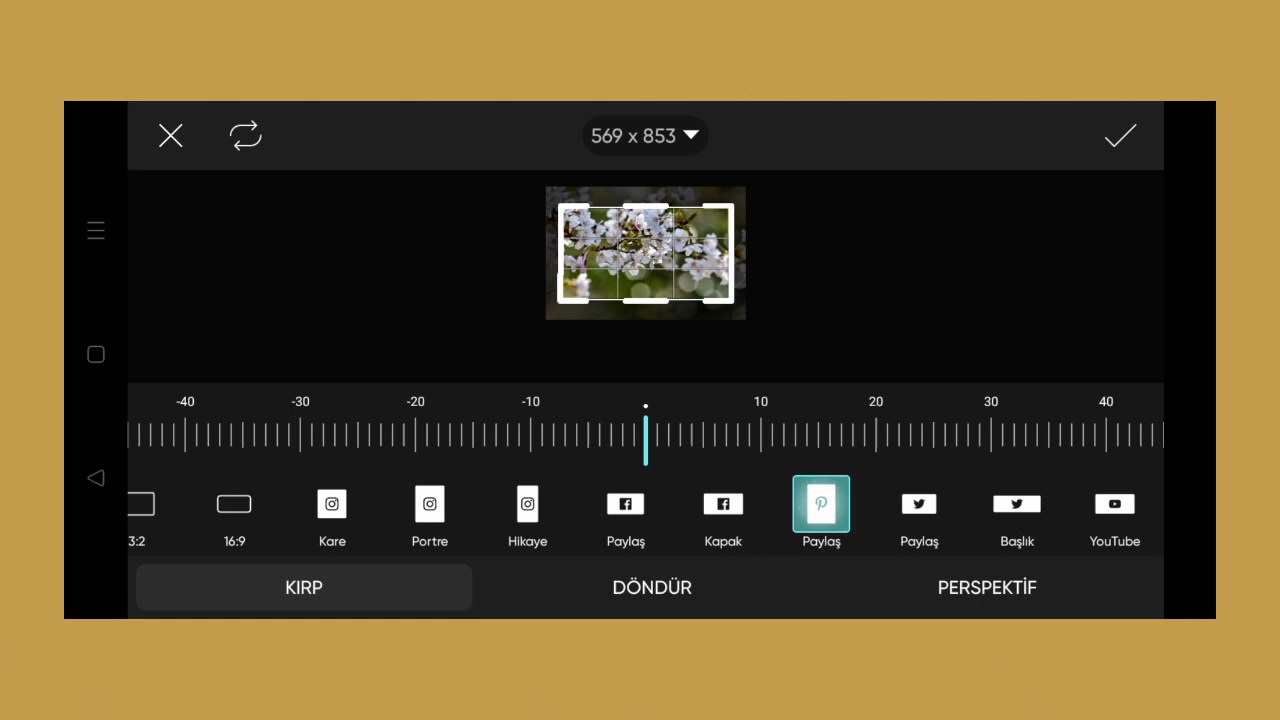 569 x 853
-40 -30 -20 -10 10 20 30 40
3:2 16:9 Kare Portre Hikaye Paylaş Kapak Paylaş Paylaş Başlık YouTube
KIRP DÖNDÜR PERSPEKTİF